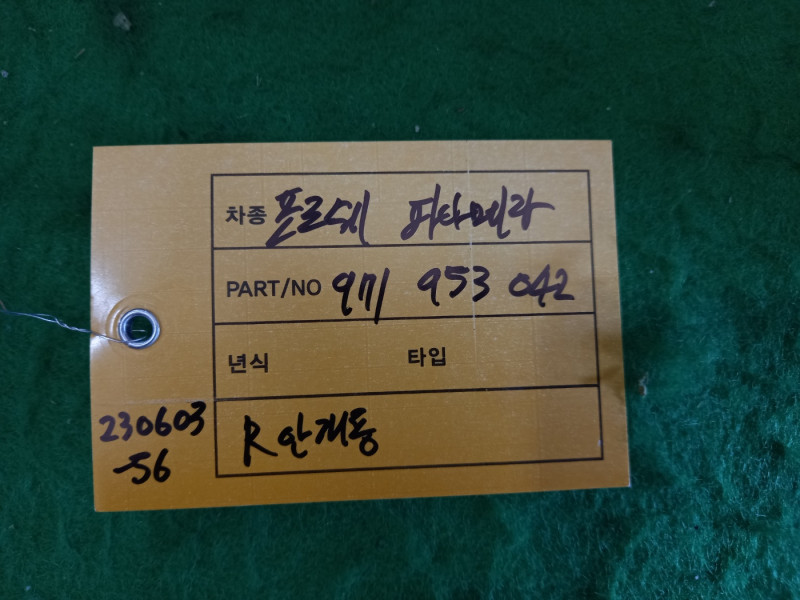 차종 포르쉐 파나메라
PART/NO 971 953 042
년식 타입
R 안개등
230603
-56